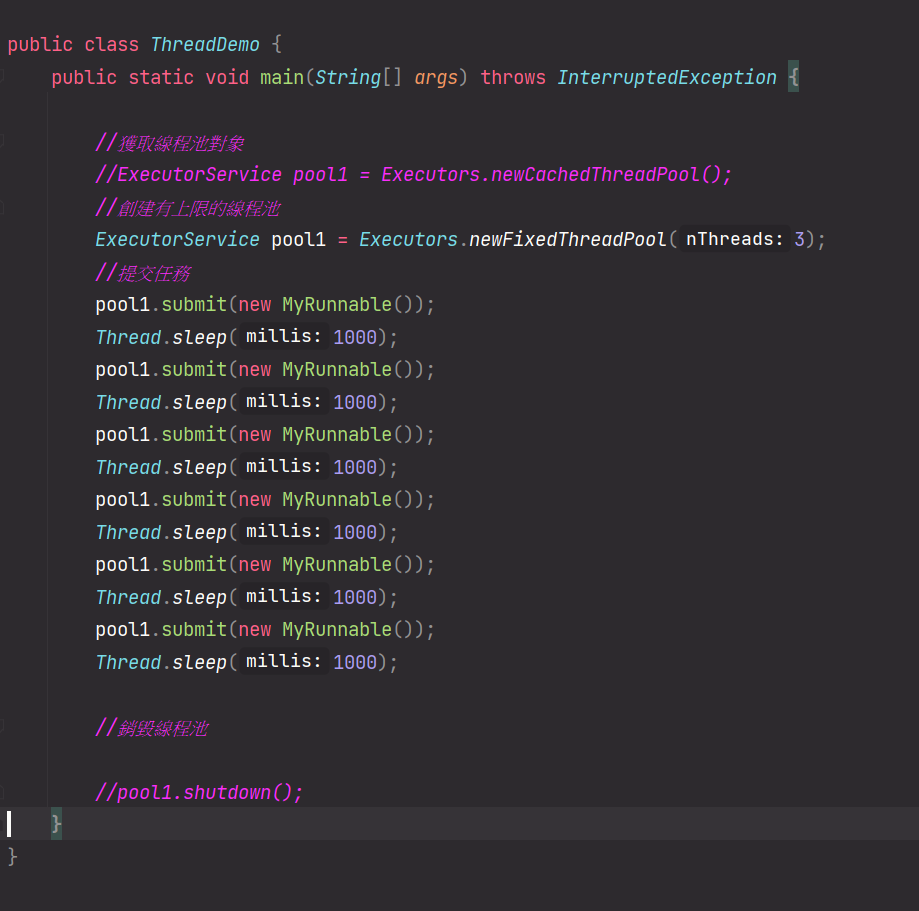 public class ThreadDemo {
public static void main(String[] args) throws InterruptedException {
//獲取線程池對象
//ExecutorService pool1 = Executors.newCachedThreadPool();
//創建有上限的線程池
ExecutorService pool1 = Executors.newFixedThreadPool( nThreads: 3);
//提交任務
pool1.submit(new MyRunnable());
Thread.sleep( millis: 1000);
pool1.submit(new MyRunnable());
Thread.sleep( millis: 1000);
pool1.submit(new MyRunnable());
Thread.sleep( millis: 1000);
pool1.submit(new MyRunnable());
Thread.sleep( millis: 1000);
pool1.submit(new MyRunnable());
Thread.sleep( millis: 1000);
pool1.submit(new MyRunnable());
Thread.sleep( millis: 1000);
//銷毀線程池
//pool1.shutdown();
}
}